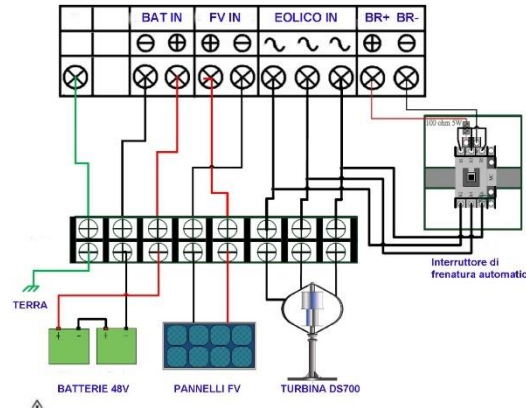 BAT IN FV IN EOLICO IN BR+ BR-
100 ohm 5W
Interruttore di
frenatura automatic
TERRA
BATTERIE 48V PANNELLI FV TURBINA DS700